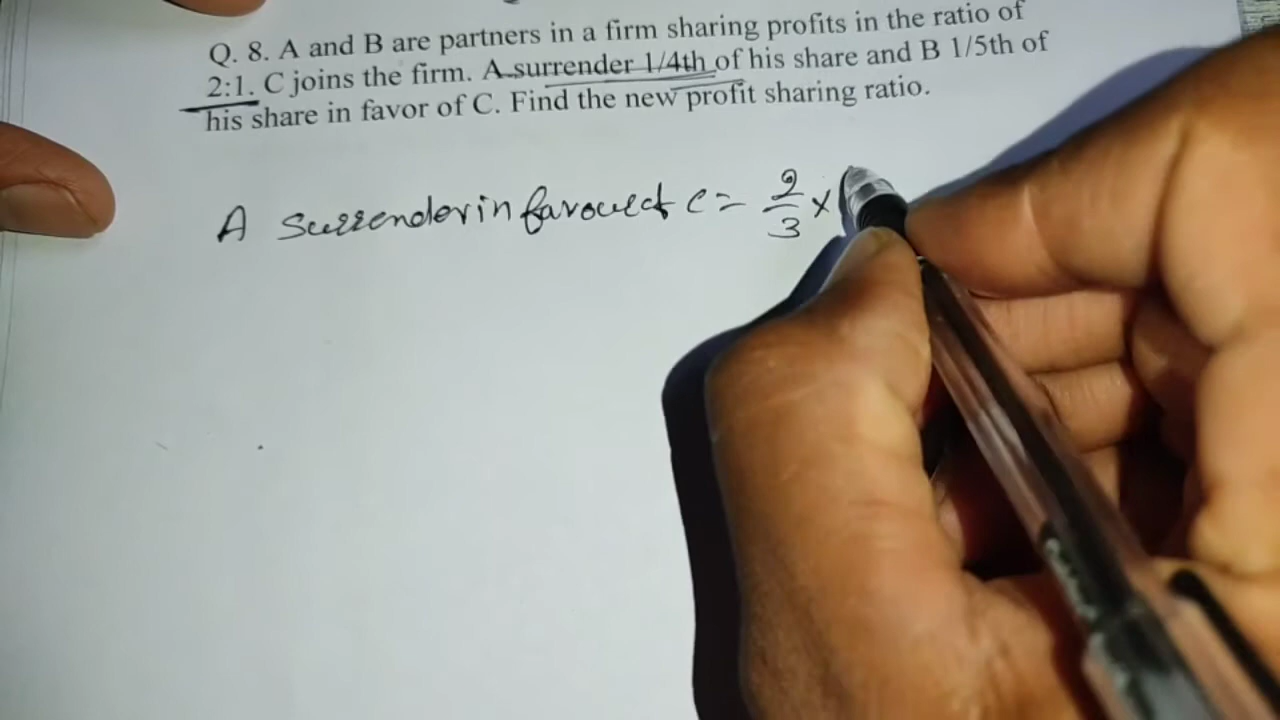 Q. 8. A and B are partners in a firm sharing profits in the ratio of
2:1. C joins the firm. A surrender 1/4th of his share and B 1/5th of
his share in favor of C. Find the new profit sharing ratio.
A surrender in favour of C = 2/3 ×